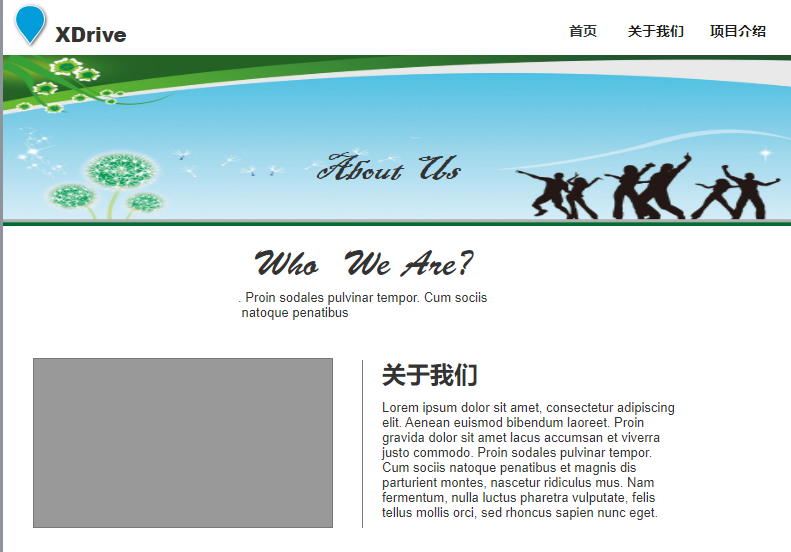 XDrive
首页 关于我们 项目介绍
About Us
Who We Are?
. Proin sodales pulvinar tempor. Cum sociis
natoque penatibus
关于我们
Lorem ipsum dolor sit amet, consectetur adipiscing
elit. Aenean euismod bibendum laoreet. Proin
gravida dolor sit amet lacus accumsan et viverra
justo commodo. Proin sodales pulvinar tempor.
Cum sociis natoque penatibus et magnis dis
parturient montes, nascetur ridiculus mus. Nam
fermentum, nulla luctus pharetra vulputate, felis
tellus mollis orci, sed rhoncus sapien nunc eget.